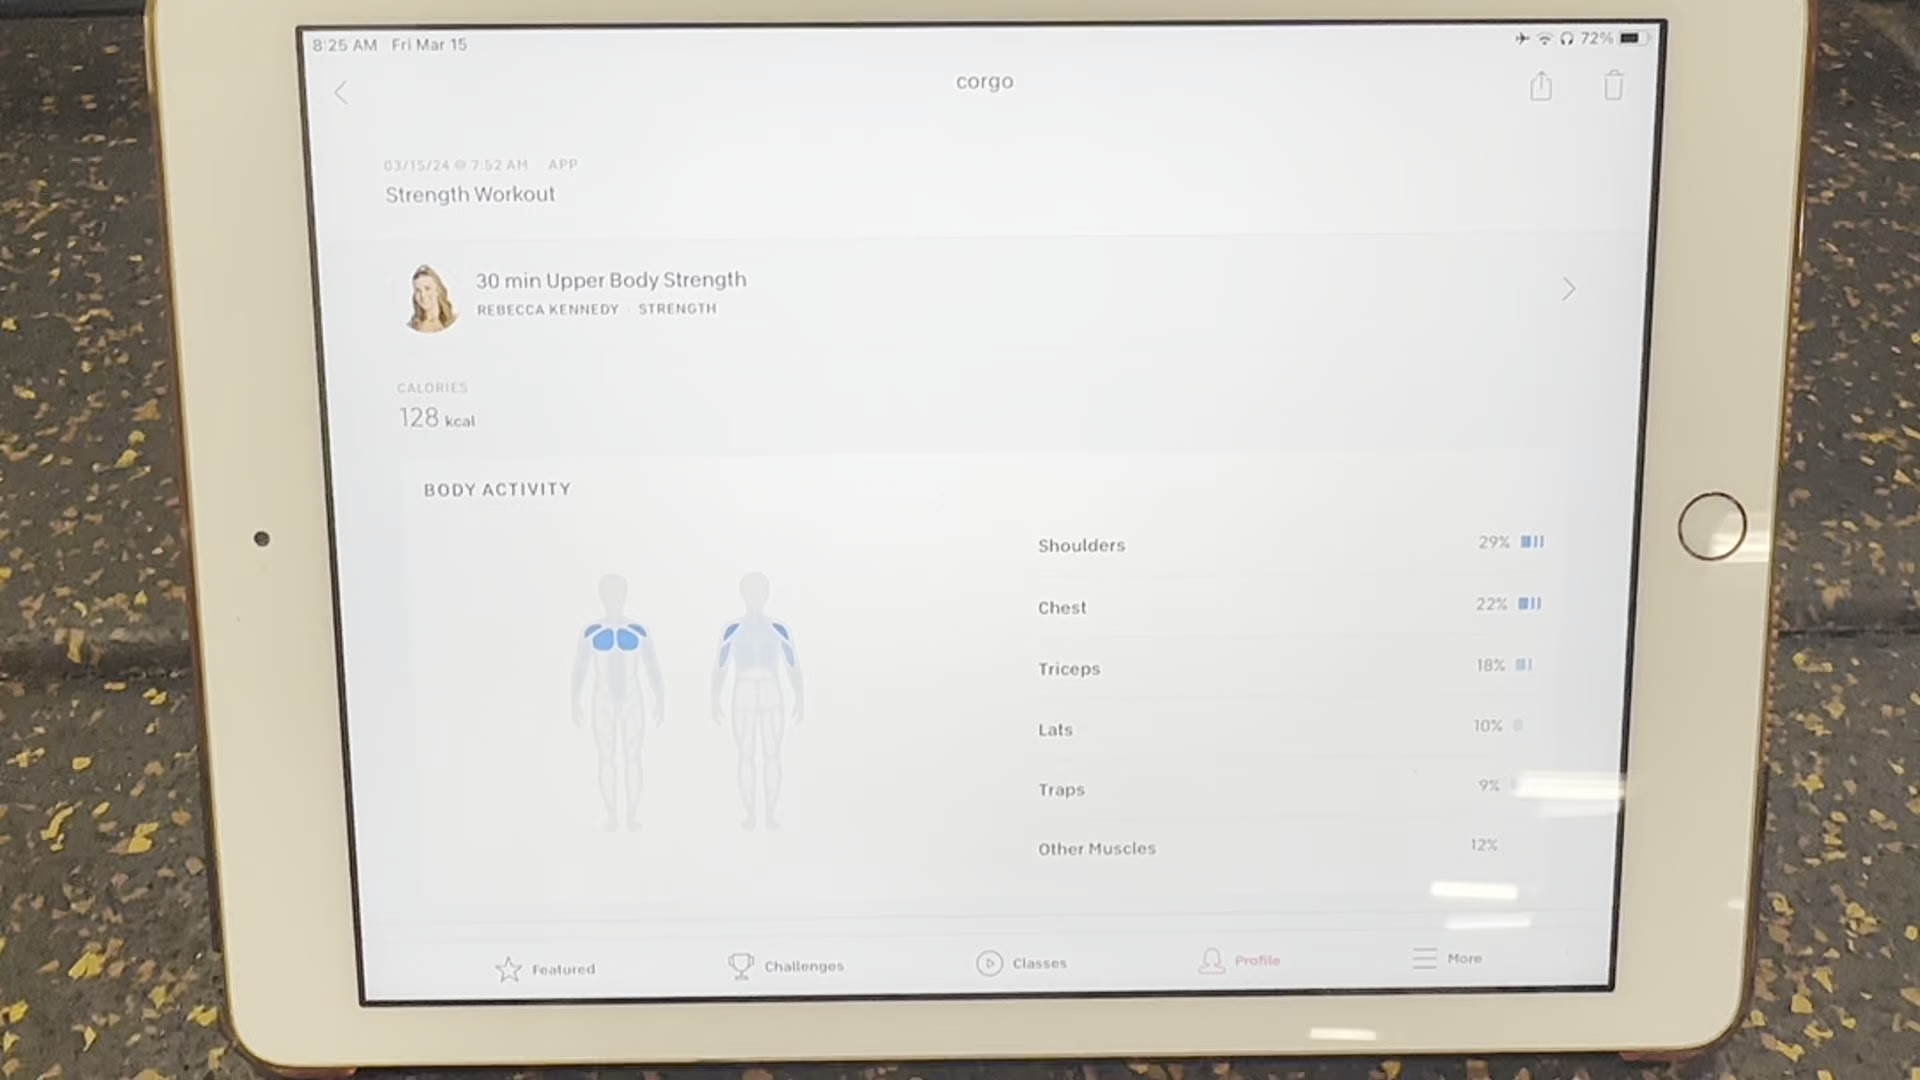 8:25 AM Fri Mar 15
72%
corgo
03/15/24 @ 7:52 AM APP
Strength Workout
30 min Upper Body Strength
REBECCA KENNEDY · STRENGTH
CALORIES
128 kcal
BODY ACTIVITY
Shoulders 29%
Chest 22%
Triceps 18%
Lats 10%
Traps 9%
Other Muscles 12%
Featured Challenges Classes Profile More